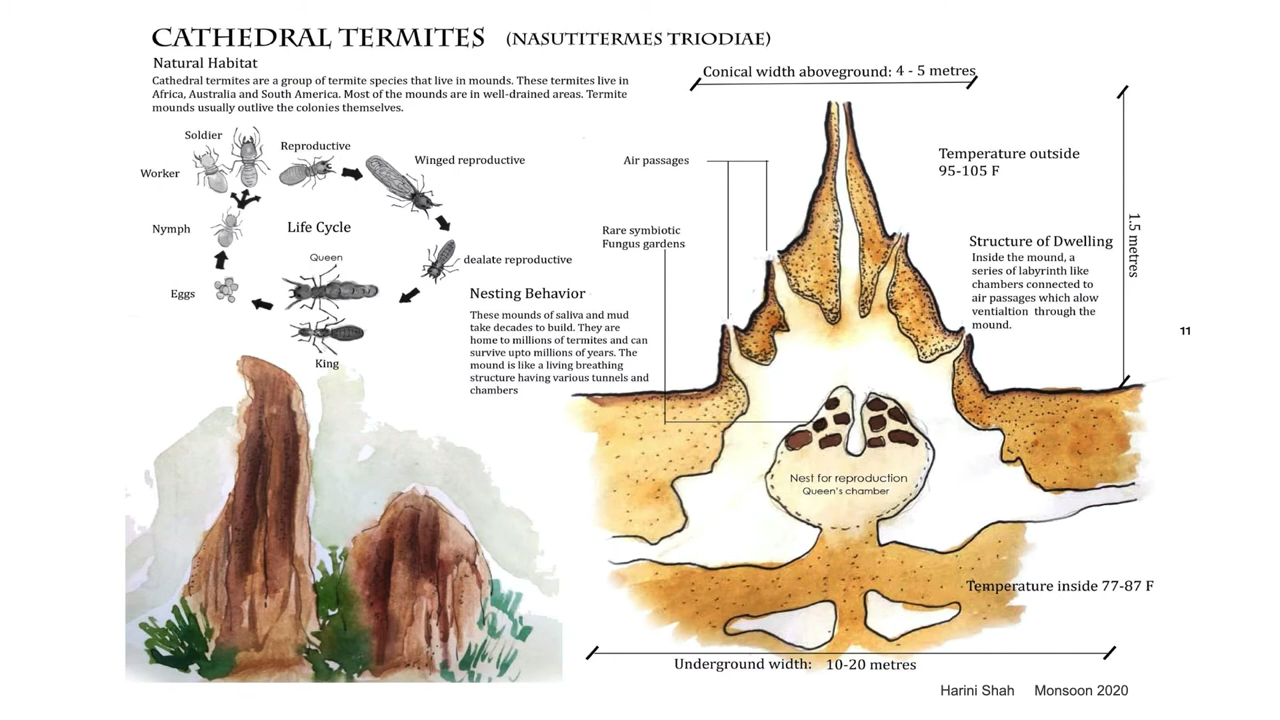 CATHEDRAL TERMITES (NASUTITERMES TRIODIAE)
Natural Habitat
Cathedral termites are a group of termite species that live in mounds. These termites live in
Africa, Australia and South America. Most of the mounds are in well-drained areas. Termite
mounds usually outlive the colonies themselves.
Soldier
Reproductive
Winged reproductive
Worker
Nymph
Life Cycle
dealate reproductive
Queen
Eggs
King
Nesting Behavior
These mounds of saliva and mud
take decades to build. They are
home to millions of termites and can
survive upto millions of years. The
mound is like a living breathing
structure having various tunnels and
chambers
Conical width aboveground: 4 - 5 metres
Air passages
Temperature outside
95-105 F
Rare symbiotic
Fungus gardens
1.5 metres
Structure of Dwelling
Inside the mound, a
series of labyrinth like
chambers connected to
air passages which alow
ventialtion through the
mound.
11
Nest for reproduction
Queen's chamber
Temperature inside 77-87 F
Underground width: 10-20 metres
Harini Shah Monsoon 2020